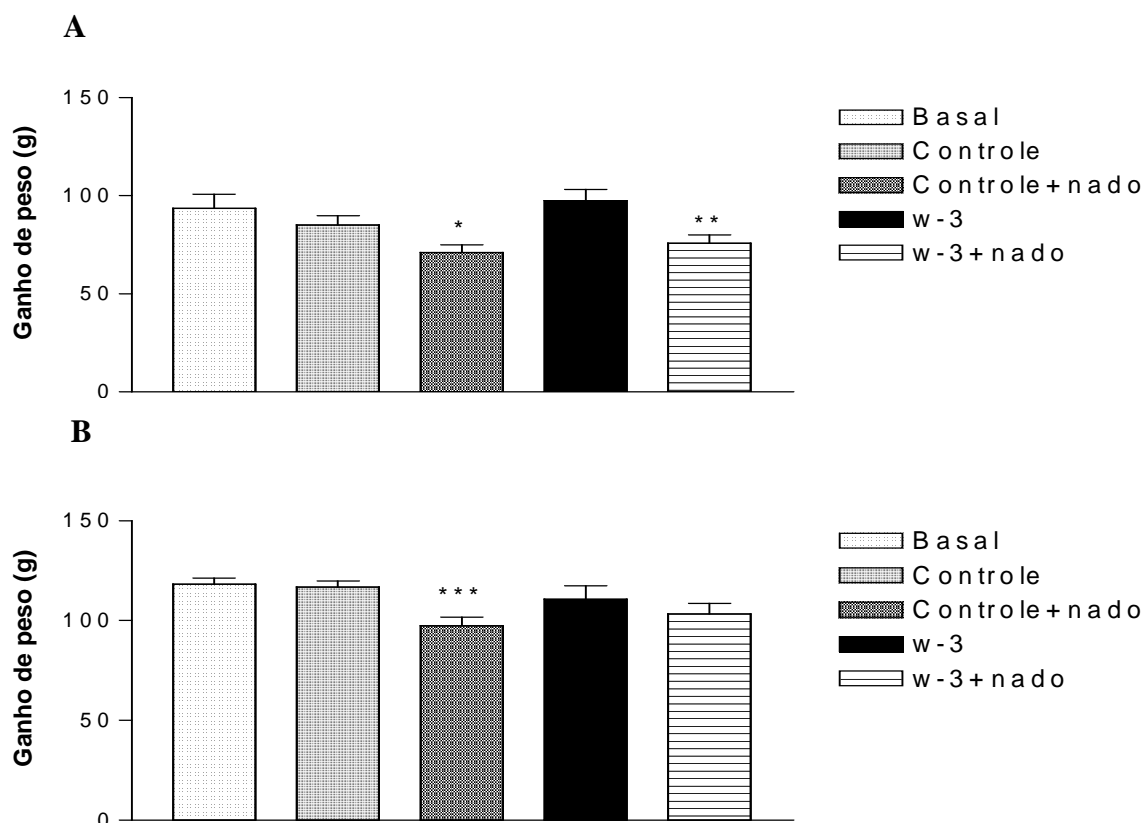 A
Ganho de peso (g)
150
100
50
0
*
**
Basal
Controle
Controle+nado
w-3
w-3+nado
B
Ganho de peso (g)
150
100
50
0
***
Basal
Controle
Controle+nado
w-3
w-3+nado